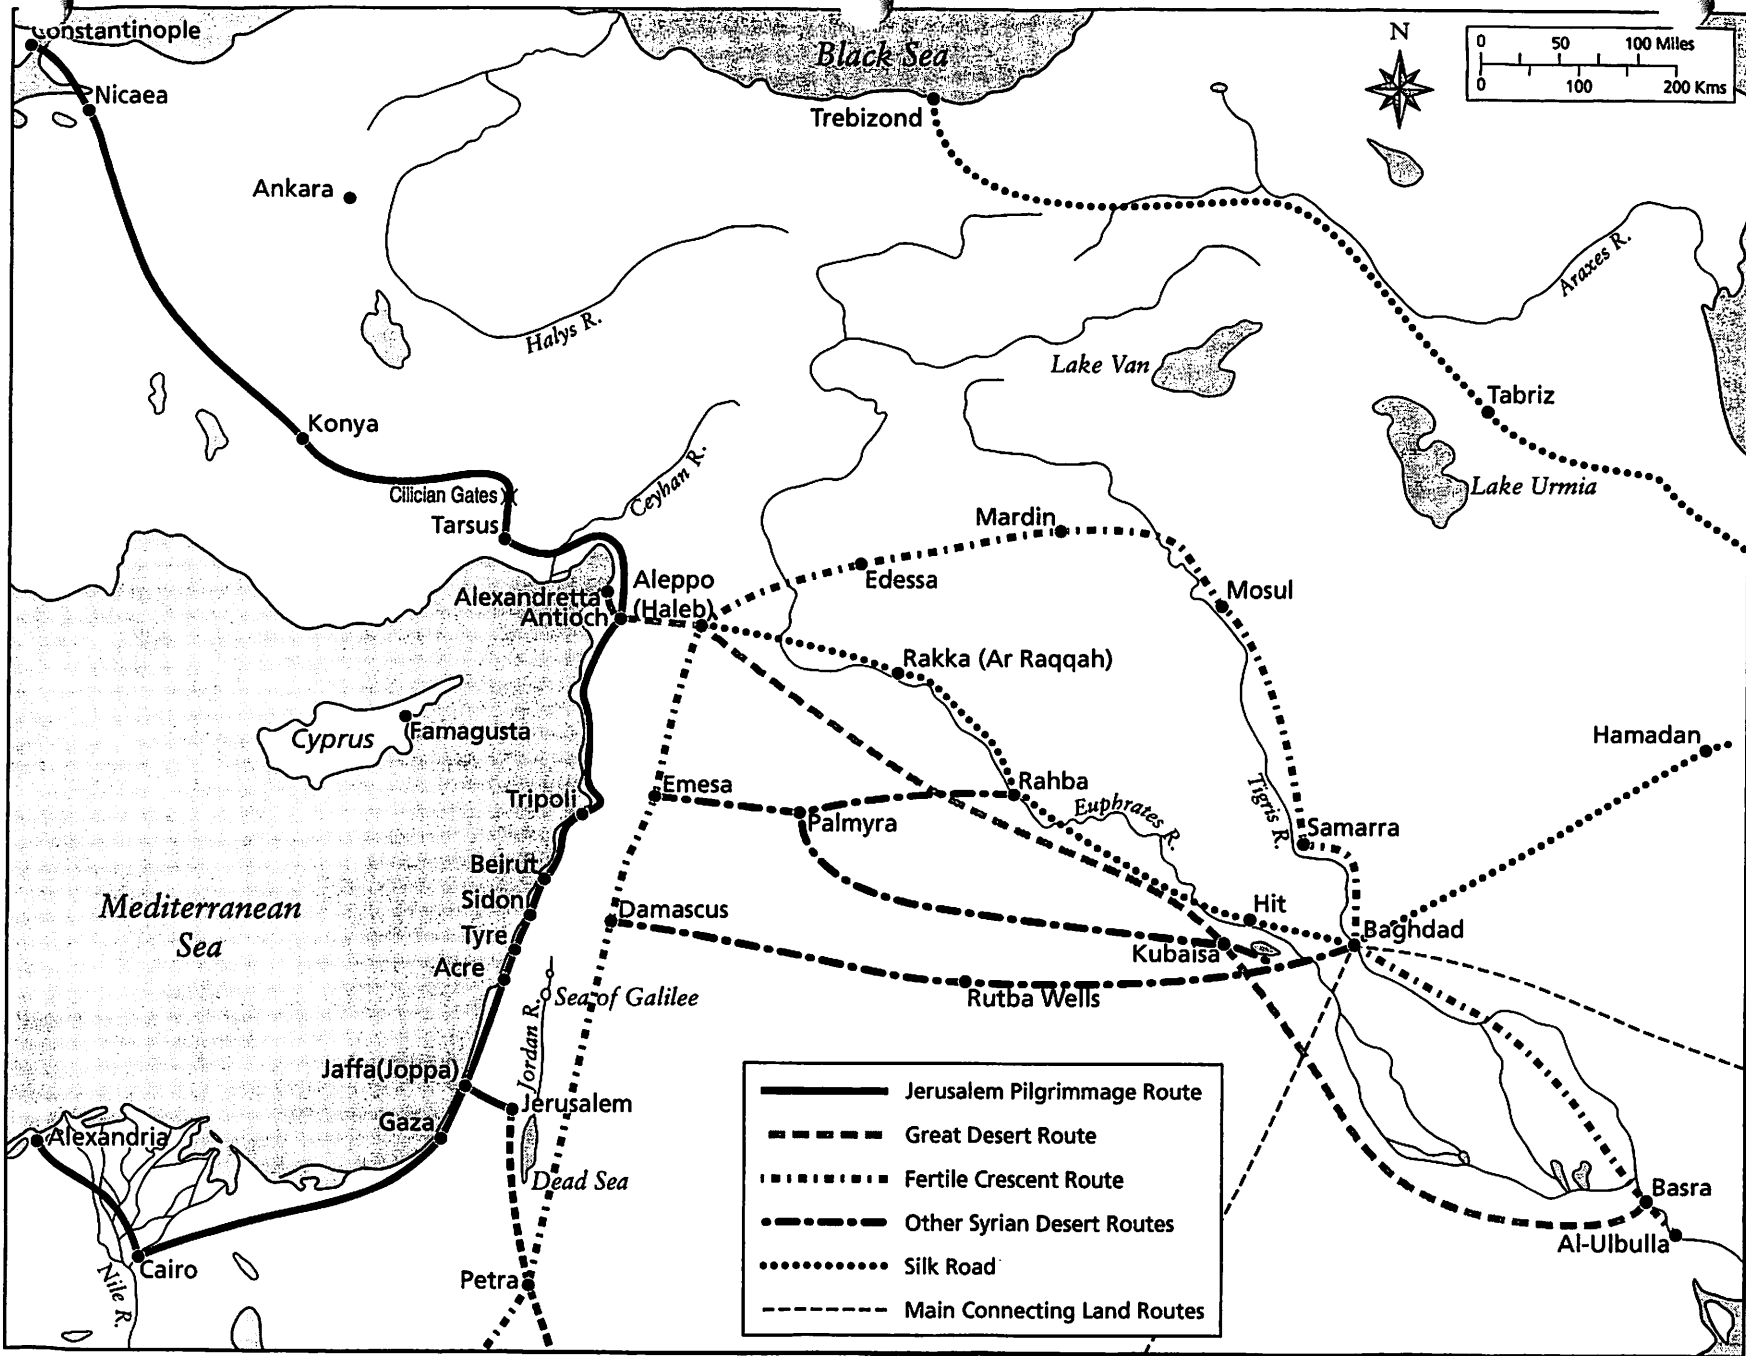 Constantinople
Black Sea
N
0 50 100 Miles
0 100 200 Kms
Nicaea
Trebizond
Ankara
Araxes R.
Halys R.
Lake Van
Tabriz
Konya
Ceyhan R.
Cilician Gates
Lake Urmia
Tarsus
Mardin
Edessa
Aleppo
(Haleb)
Alexandretta
Antioch
Mosul
Rakka (Ar Raqqah)
Cyprus
Famagusta
Hamadan
Emesa
Rahba
Tripoli
Palmyra
Euphrates R.
Tigris R.
Samarra
Beirut
Sidon
Mediterranean
Sea
Damascus
Hit
Tyre
Baghdad
Kubaisa
Acre
Sea of Galilee
Rutba Wells
Jordan R.
Jaffa(Joppa)
Jerusalem
Gaza
Alexandria
Dead Sea
Jerusalem Pilgrimmage Route
Great Desert Route
Fertile Crescent Route
Other Syrian Desert Routes
Silk Road
Main Connecting Land Routes
Basra
Al-Ulbulla
Cairo
Nile R.
Petra